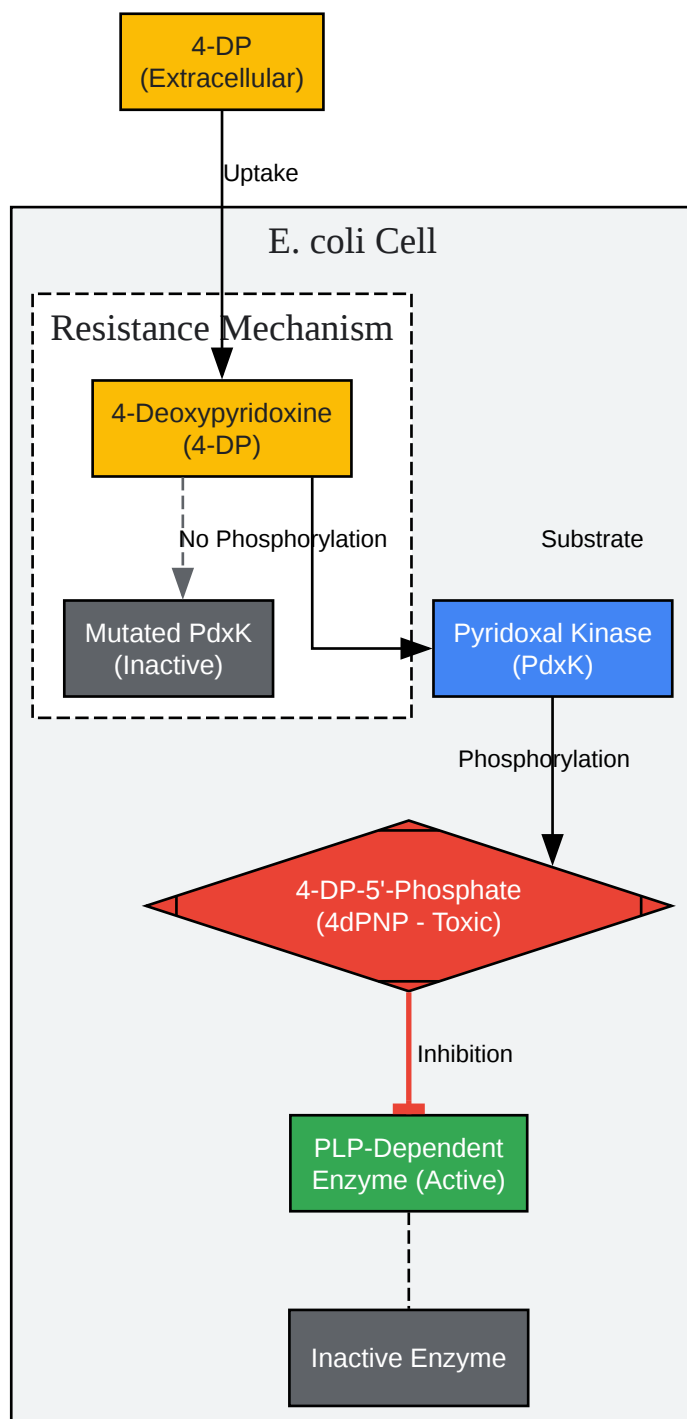 4-DP
(Extracellular)
Uptake
E. coli Cell
Resistance Mechanism
4-Deoxypyridoxine
(4-DP)
No Phosphorylation
Substrate
Mutated PdxK
(Inactive)
Pyridoxal Kinase
(PdxK)
Phosphorylation
4-DP-5'-Phosphate
(4dPNP - Toxic)
Inhibition
PLP-Dependent
Enzyme (Active)
Inactive Enzyme